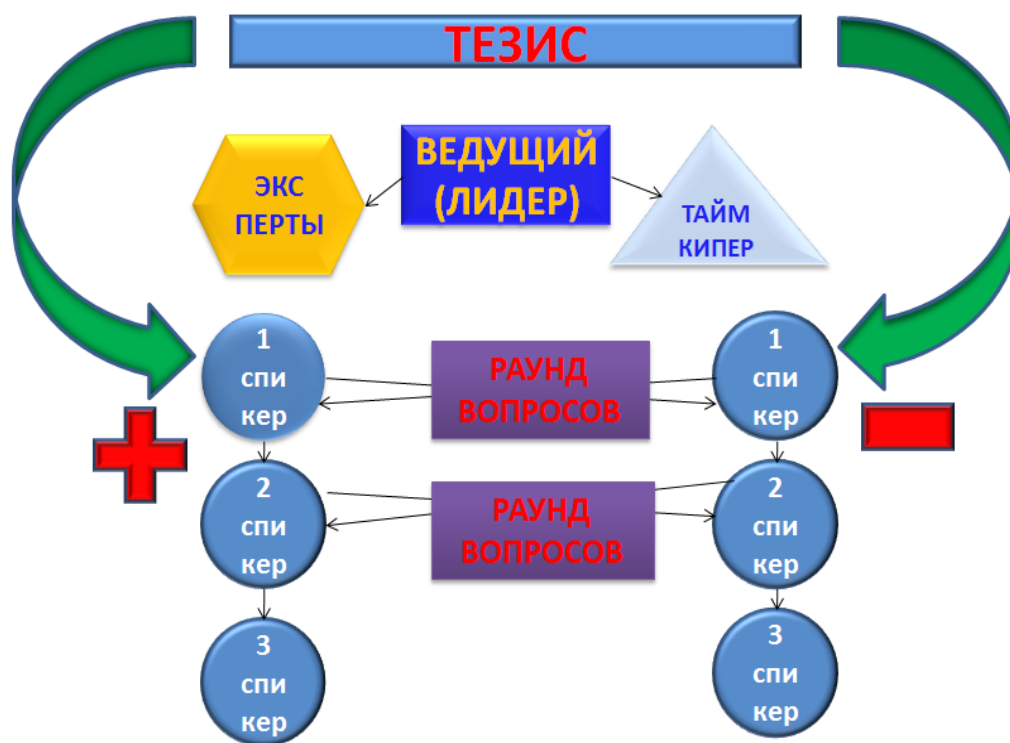 ТЕЗИС
ВЕДУЩИЙ
(ЛИДЕР)
ЭКС
ПЕРТЫ
ТАЙМ
КИПЕР
1
спи
кер
РАУНД
ВОПРОСОВ
1
спи
кер
2
спи
кер
РАУНД
ВОПРОСОВ
2
спи
кер
3
спи
кер
3
спи
кер